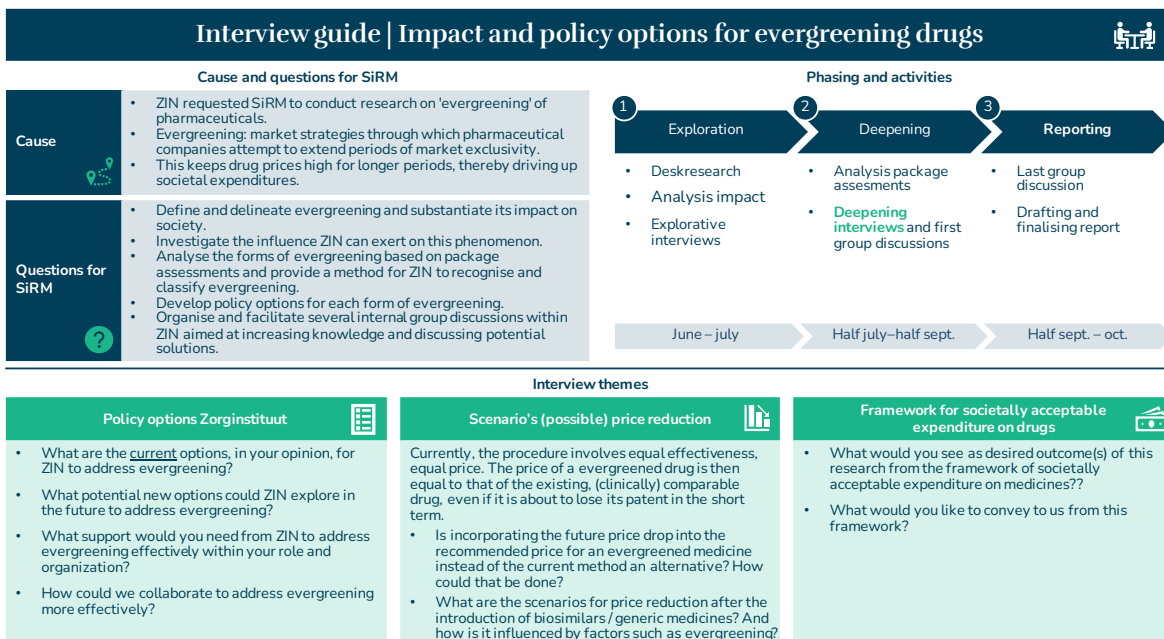 Interview guide | Impact and policy options for evergreening drugs
Cause and questions for SiRM
Cause
• ZIN requested SiRM to conduct research on 'evergreening' of
pharmaceuticals.
• Evergreening: market strategies through which pharmaceutical
companies attempt to extend periods of market exclusivity.
• This keeps drug prices high for longer periods, thereby driving up
societal expenditures.
Questions for
SiRM
?
• Define and delineate evergreening and substantiate its impact on
society.
• Investigate the influence ZIN can exert on this phenomenon.
• Analyse the forms of evergreening based on package
assessments and provide a method for ZIN to recognise and
classify evergreening.
• Develop policy options for each form of evergreening.
• Organise and facilitate several internal group discussions within
ZIN aimed at increasing knowledge and discussing potential
solutions.
Phasing and activities
1
Exploration
• Deskresearch
• Analysis impact
• Explorative
interviews
June – july
2
Deepening
• Analysis package
assesments
• Deepening
interviews and first
group discussions
Half july–half sept.
3
Reporting
• Last group
discussion
• Drafting and
finalising report
Half sept. – oct.
Interview themes
Policy options Zorginstituut
• What are the current options, in your opinion, for
ZIN to address evergreening?
• What potential new options could ZIN explore in
the future to address evergreening?
• What support would you need from ZIN to address
evergreening effectively within your role and
organization?
• How could we collaborate to address evergreening
more effectively?
Scenario's (possible) price reduction
Currently, the procedure involves equal effectiveness,
equal price. The price of a evergreened drug is then
equal to that of the existing, (clinically) comparable
drug, even if it is about to lose its patent in the short
term.
• Is incorporating the future price drop into the
recommended price for an evergreened medicine
instead of the current method an alternative? How
could that be done?
• What are the scenarios for price reduction after the
introduction of biosimilars / generic medicines? And
how is it influenced by factors such as evergreening?
Framework for societally acceptable
expenditure on drugs
• What would you see as desired outcome(s) of this
research from the framework of societally
acceptable expenditure on medicines??
• What would you like to convey to us from this
framework?